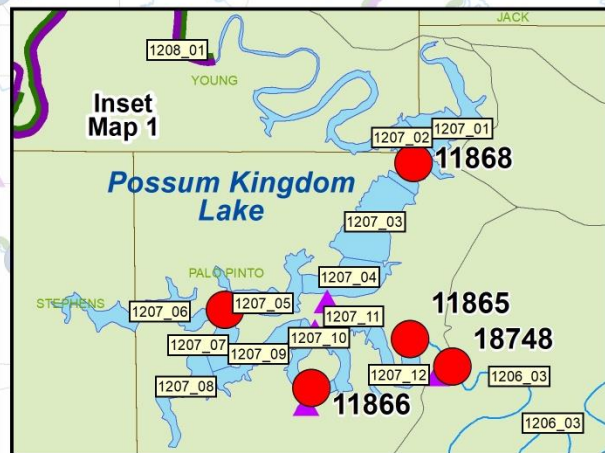 JACK
1208_01
YOUNG
Inset
Map 1
1207_01
1207_02
11868
Possum Kingdom
Lake
1207_03
PALO PINTO
1207_04
STEPHENS
1207_05
1207_06
11865
1207_11
1207_10
18748
1207_07
1207_09
1207_12
1206_03
1207_08
11866
1206_03